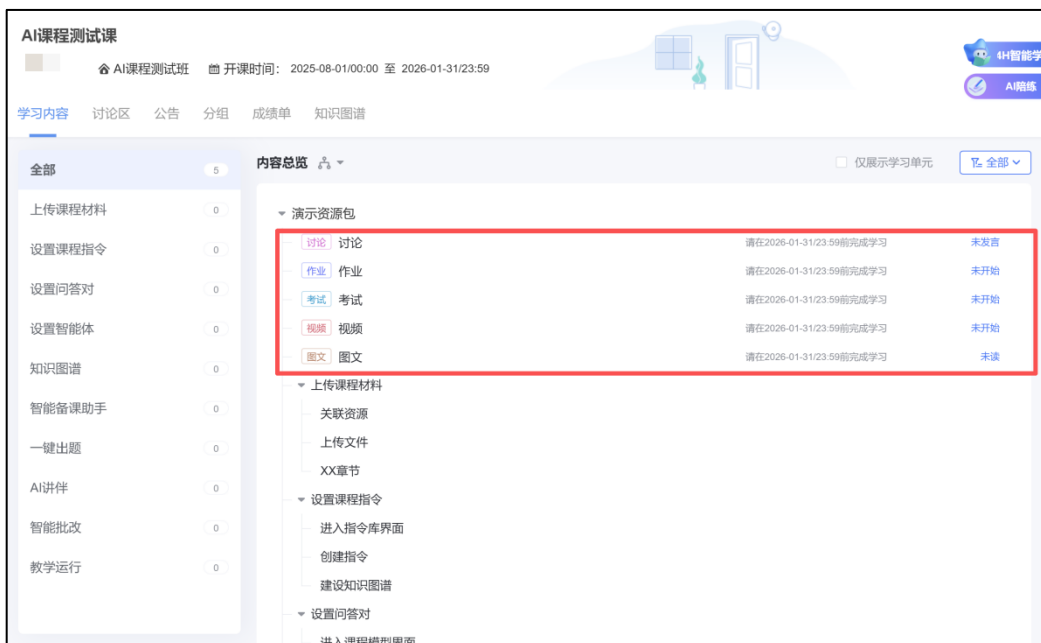 AI课程测试课
AI课程测试班 开课时间： 2025-08-01/00:00 至 2026-01-31/23:59
AI陪练
学习内容 讨论区 公告 分组 成绩单 知识图谱
全部 5
上传课程材料 0
设置课程指令 0
设置问答对 0
设置智能体 0
知识图谱 0
智能备课助手 0
一键出题 0
AI讲伴 0
智能批改 0
教学运行 0
内容总览 仅展示学习单元 全部
演示资源包
讨论 讨论 请在2026-01-31/23:59前完成学习 未发言
作业 作业 请在2026-01-31/23:59前完成学习 未开始
考试 考试 请在2026-01-31/23:59前完成学习 未开始
视频 视频 请在2026-01-31/23:59前完成学习 未开始
图文 图文 请在2026-01-31/23:59前完成学习 未读
上传课程材料
关联资源
上传文件
XX章节
设置课程指令
进入指令库界面
创建指令
建设知识图谱
设置问答对
进入课程模型界面